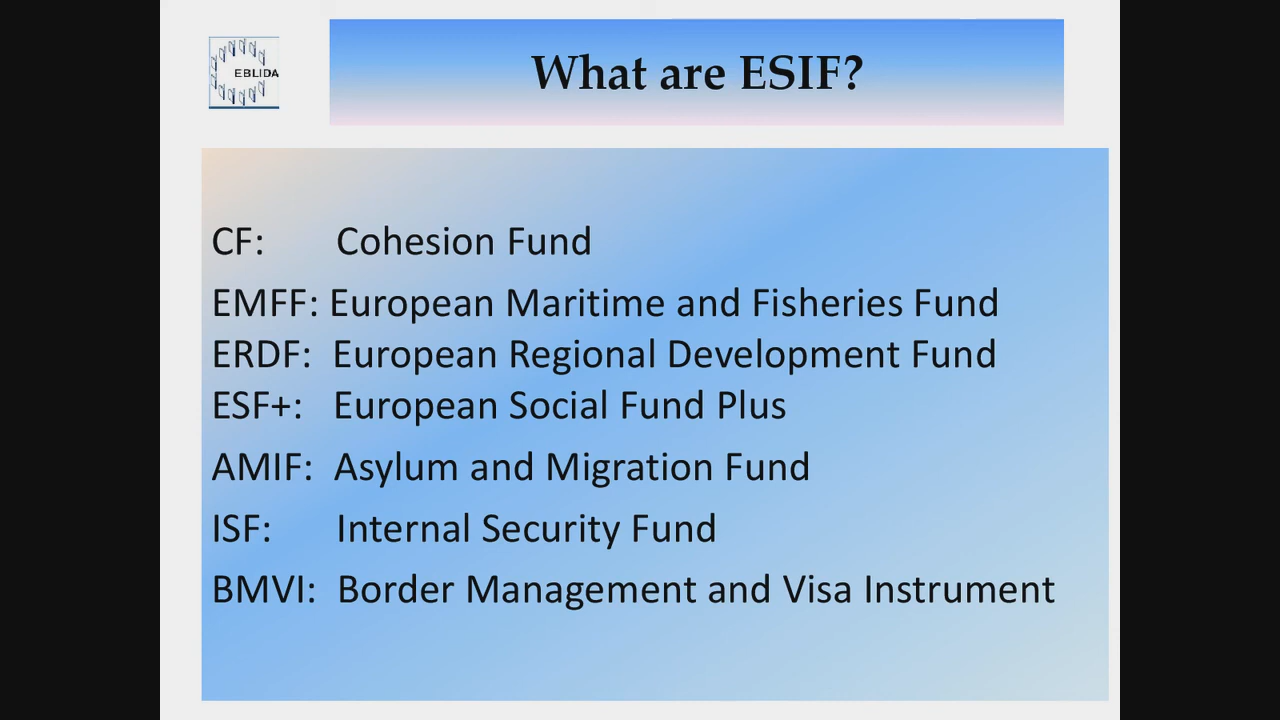 EBLIDA
What are ESIF?
CF: Cohesion Fund
EMFF: European Maritime and Fisheries Fund
ERDF: European Regional Development Fund
ESF+: European Social Fund Plus
AMIF: Asylum and Migration Fund
ISF: Internal Security Fund
BMVI: Border Management and Visa Instrument